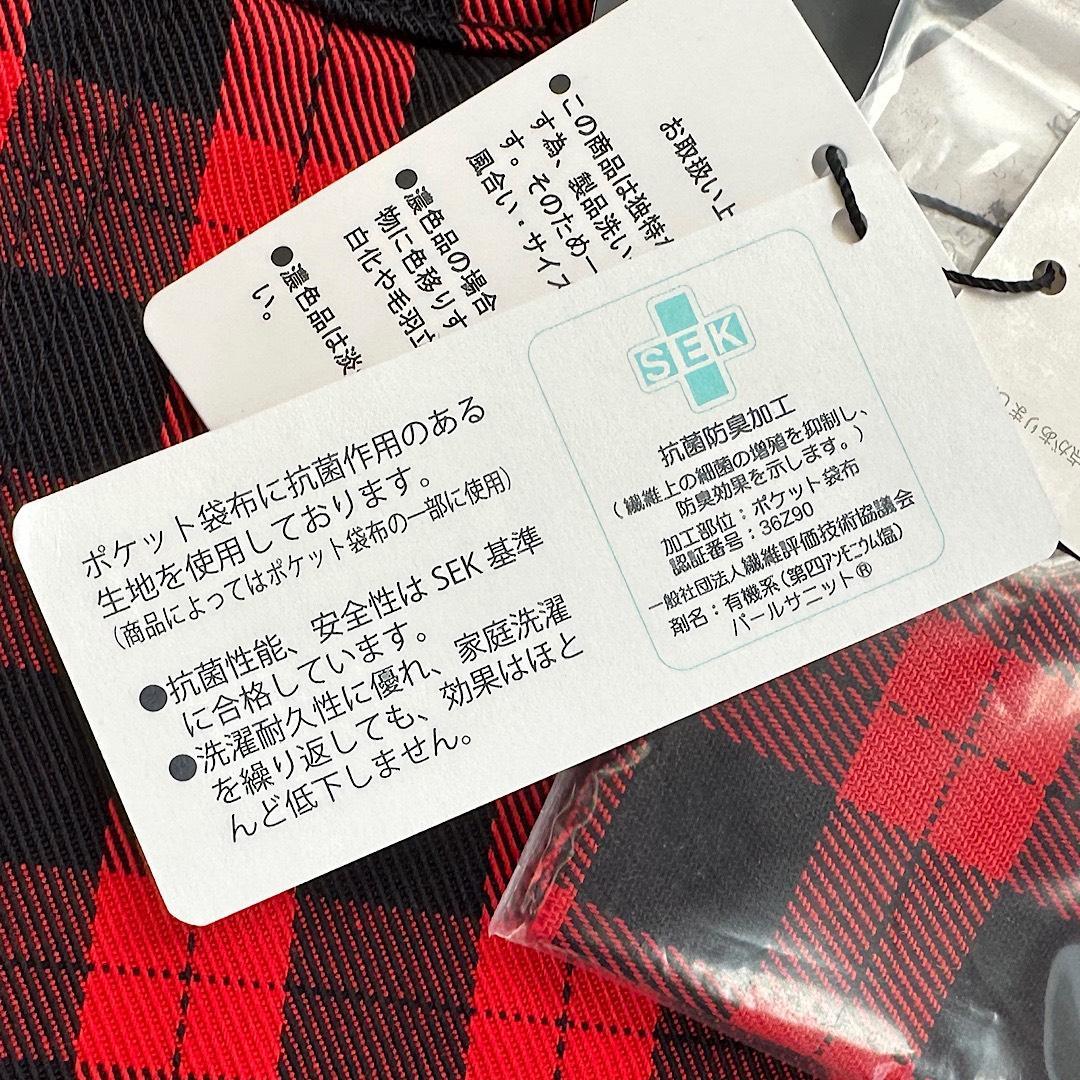 ポケット袋布に抗菌作用のある
生地を使用しております。
(商品によってはポケット袋布の一部に使用)
●抗菌性能、安全性は SEK 基準
に合格しています。
●洗濯耐久性に優れ、家庭洗濯
を繰り返しても、効果はほと
んど低下しません。
SEK
抗菌防臭加工
(繊維上の細菌の増殖を抑制し、
防臭効果を示します。)
加工部位：ポケット袋布
認証番号：36Z90
一般社団法人繊維評価技術協議会
剤名：有機系(第四アンモニウム塩)
パールサニット®
お取扱い上
●この商品は独特な
す為、製品洗い
す。そのため一
風合い・サイズ
●濃色品の場合
物に色移りす
白化や毛羽立
●濃色品は淡
い。
点がありまし